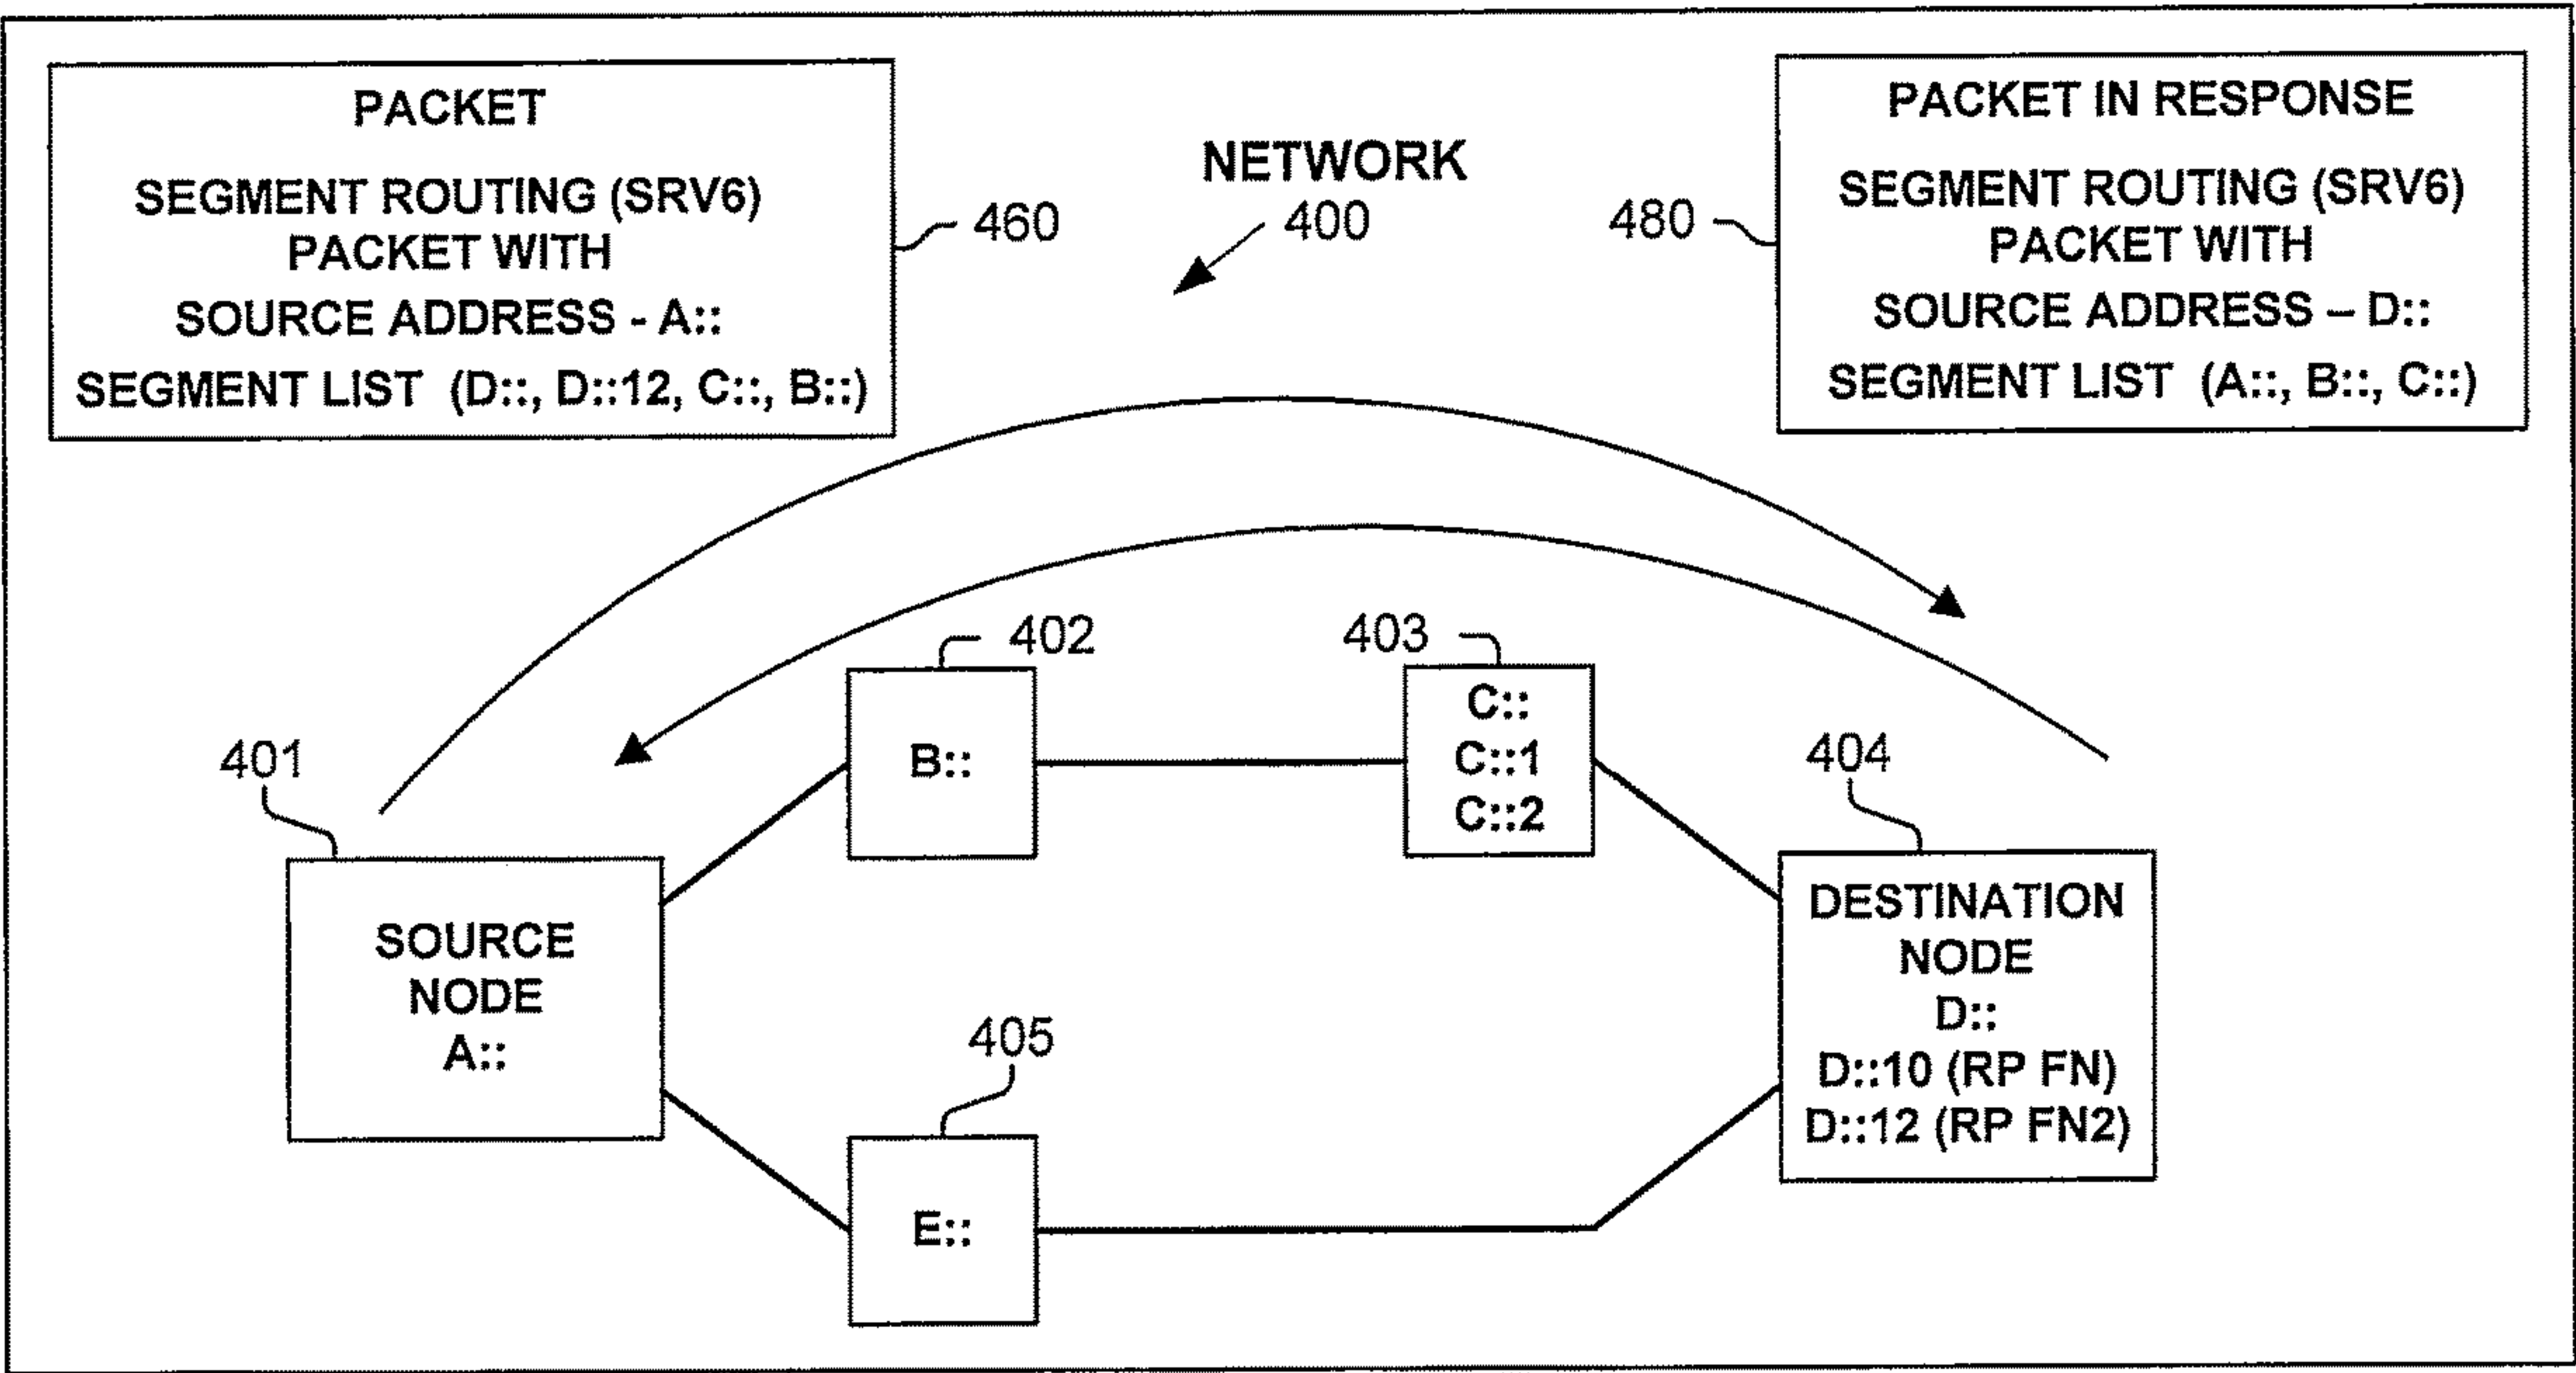 PACKET
SEGMENT ROUTING (SRV6)
PACKET WITH
SOURCE ADDRESS - A::
SEGMENT LIST (D::, D::12, C::, B::)
460
NETWORK
400
480
PACKET IN RESPONSE
SEGMENT ROUTING (SRV6)
PACKET WITH
SOURCE ADDRESS – D::
SEGMENT LIST (A::, B::, C::)
401
SOURCE
NODE
A::
402
B::
403
C::
C::1
C::2
404
DESTINATION
NODE
D::
D::10 (RP FN)
D::12 (RP FN2)
405
E::